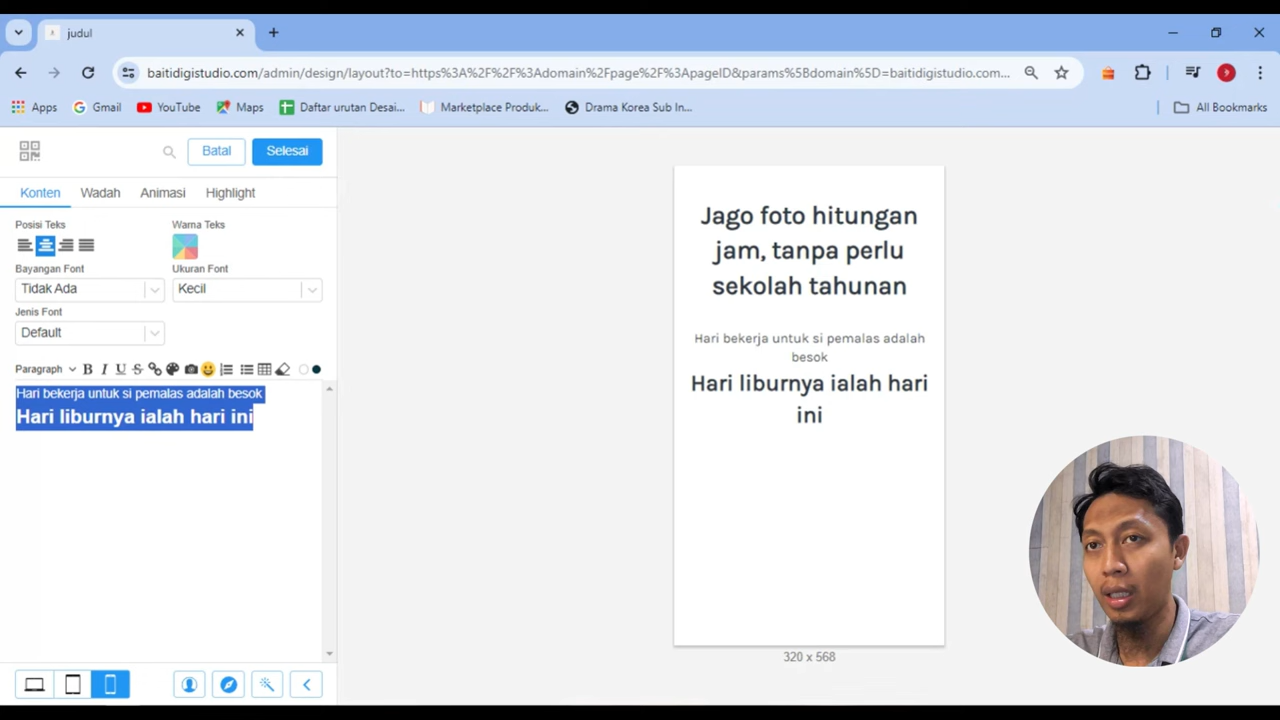 judul
baitidigistudio.com/admin/design/layout?to=https%3A%2F%2F%3Adomain%2Fpage%2F%3ApageID&params%5Bdomain%5D=baitidigistudio.com...
Apps
Gmail
YouTube
Maps
Daftar urutan Desai...
Marketplace Produk...
Drama Korea Sub In...
All Bookmarks
Batal
Selesai
Konten
Wadah
Animasi
Highlight
Posisi Teks
Warna Teks
Bayangan Font
Ukuran Font
Tidak Ada
Kecil
Jenis Font
Default
Paragraph
B I U S
Hari bekerja untuk si pemalas adalah besok
Hari liburnya ialah hari ini
Jago foto hitungan
jam, tanpa perlu
sekolah tahunan
Hari bekerja untuk si pemalas adalah
besok
Hari liburnya ialah hari
ini
320 x 568